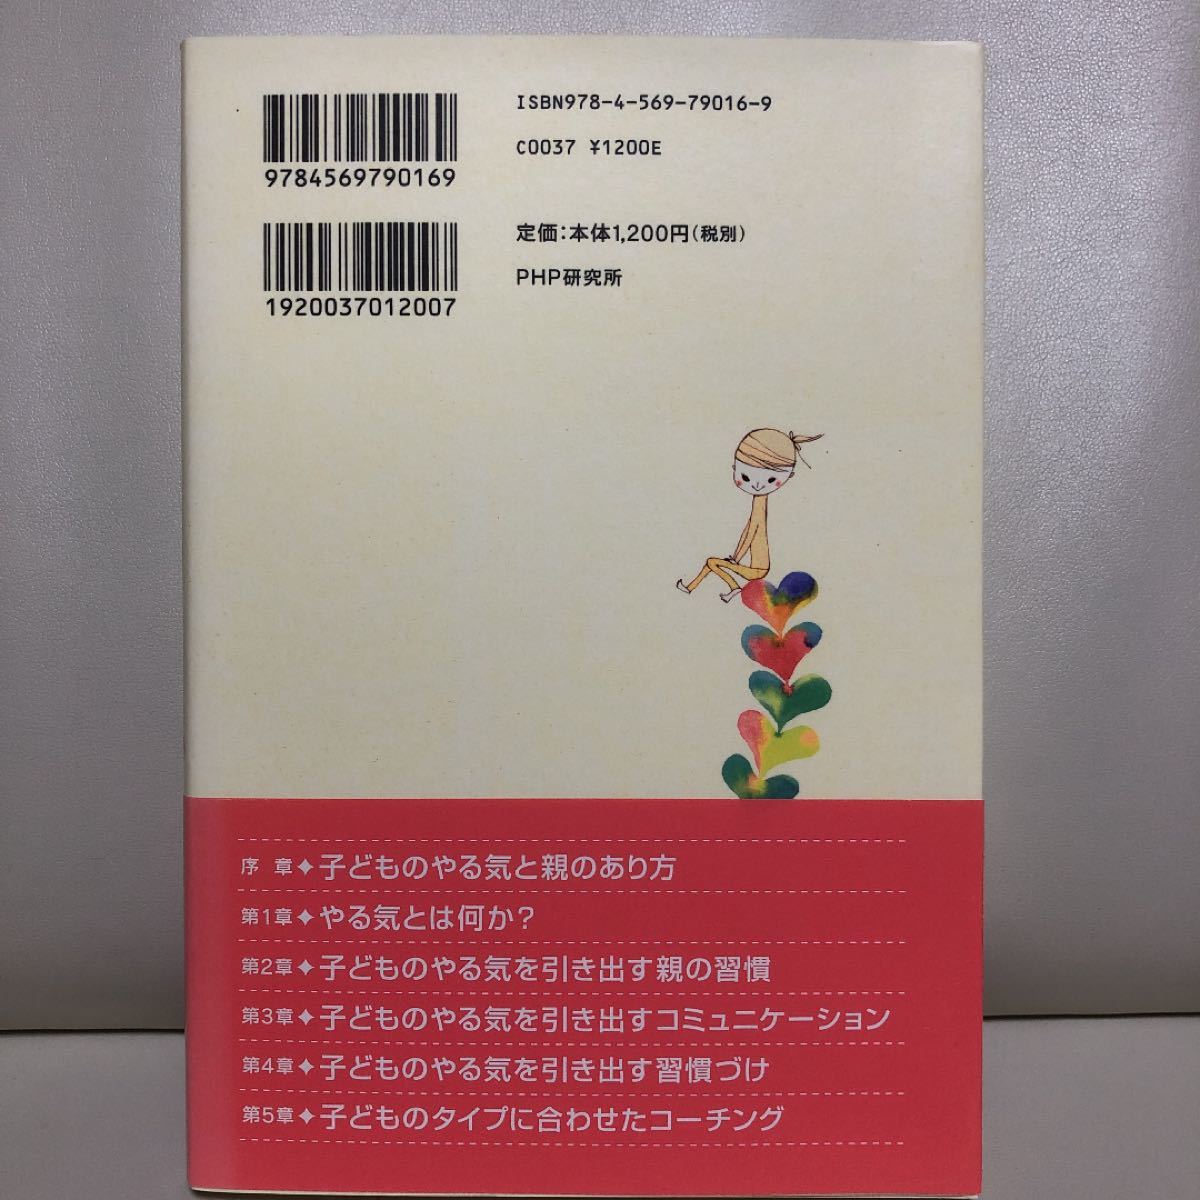 ISBN978-4-569-79016-9
C0037 ¥1200E
9784569790169
定価:本体1,200円(税別)
PHP研究所
1920037012007
序 章✦子どものやる気と親のあり方
第1章✦やる気とは何か?
第2章✦子どものやる気を引き出す親の習慣
第3章✦子どものやる気を引き出すコミュニケーション
第4章✦子どものやる気を引き出す習慣づけ
第5章✦子どものタイプに合わせたコーチング